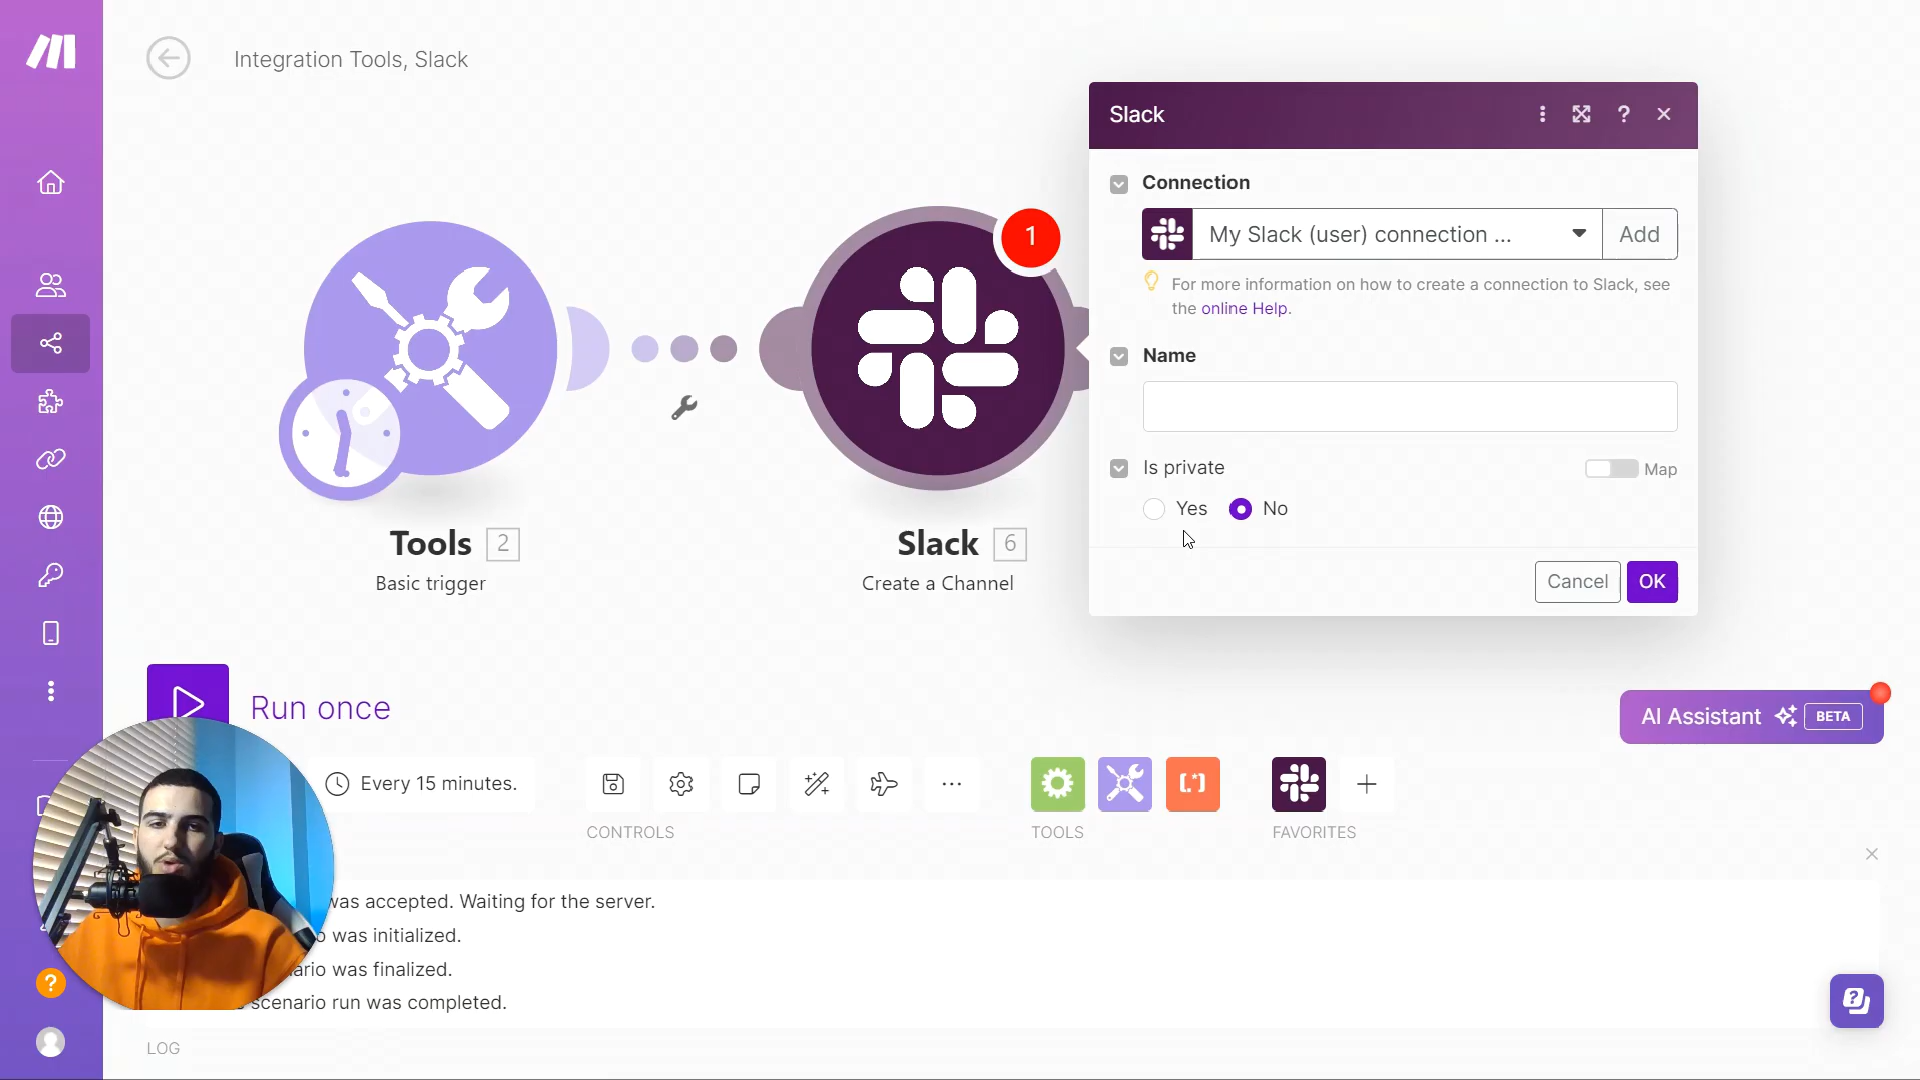 Integration Tools, Slack
Slack
?
Connection
My Slack (user) connection ...
Add
For more information on how to create a connection to Slack, see
the online Help.
Name
Is private
Map
Yes
No
Cancel
OK
1
Tools 2
Basic trigger
Slack 6
Create a Channel
Run once
AI Assistant
BETA
Every 15 minutes.
CONTROLS
TOOLS
FAVORITES
was accepted. Waiting for the server.
was initialized.
was finalized.
scenario run was completed.
LOG
?
?